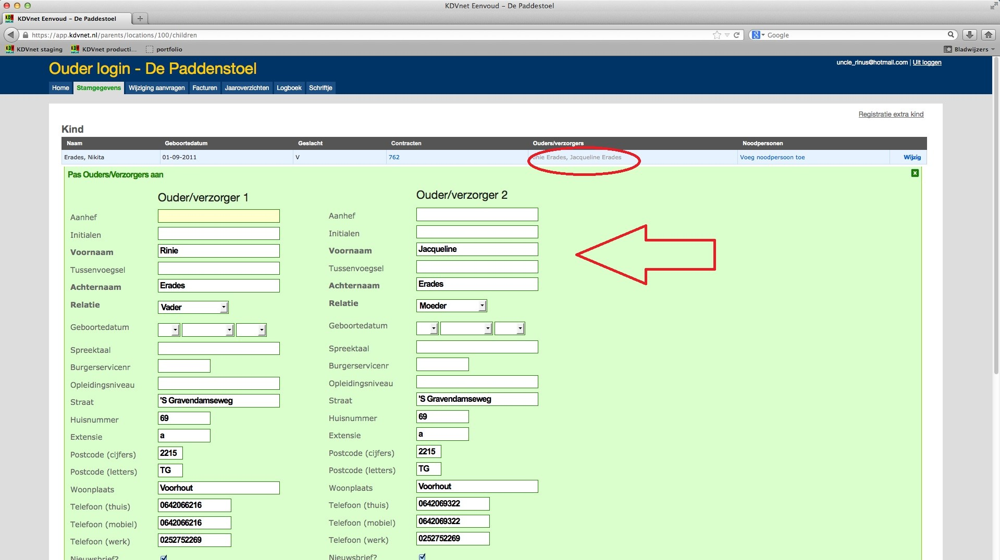 KDVnet Eenvoud – De Paddestoel
KDVnet Eenvoud – De Paddestoel
https://app.kdvnet.nl/parents/locations/100/children
Google
KDVnet staging KDVnet producti... portfolio Bladwijzers
Ouder login - De Paddenstoel
uncle_rinus@hotmail.com | Uit loggen
Home Stamgegevens Wijziging aanvragen Facturen Jaaroverzichten Logboek Schriftje
Registratie extra kind
Kind
Naam Geboortedatum Geslacht Contracten Ouders/verzorgers Noodpersonen
Erades, Nikita 01-09-2011 V 762 Rinie Erades, Jacqueline Erades Voeg noodpersoon toe Wijzig
Pas Ouders/Verzorgers aan x
Ouder/verzorger 1 Ouder/verzorger 2
Aanhef Aanhef
Initialen Initialen
Voornaam Rinie Voornaam Jacqueline
Tussenvoegsel Tussenvoegsel
Achternaam Erades Achternaam Erades
Relatie Vader Relatie Moeder
Geboortedatum Geboortedatum
Spreektaal Spreektaal
Burgerservicenr Burgerservicenr
Opleidingsniveau Opleidingsniveau
Straat 'S Gravendamseweg Straat 'S Gravendamseweg
Huisnummer 69 Huisnummer 69
Extensie a Extensie a
Postcode (cijfers) 2215 Postcode (cijfers) 2215
Postcode (letters) TG Postcode (letters) TG
Woonplaats Voorhout Woonplaats Voorhout
Telefoon (thuis) 0642066216 Telefoon (thuis) 0642069322
Telefoon (mobiel) 0642066216 Telefoon (mobiel) 0642069322
Telefoon (werk) 0252752269 Telefoon (werk) 0252752269
Nieuwsbrief? Nieuwsbrief?